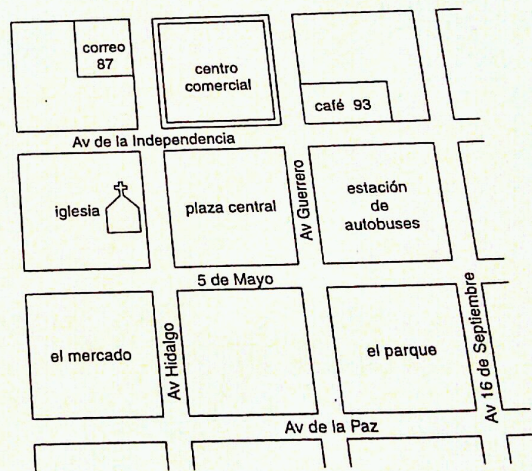 correo
87
centro
comercial
café 93
Av de la Independencia
iglesia
plaza central
Av Guerrero
estación
de
autobuses
5 de Mayo
el mercado
Av Hidalgo
el parque
Av 16 de Septiembre
Av de la Paz